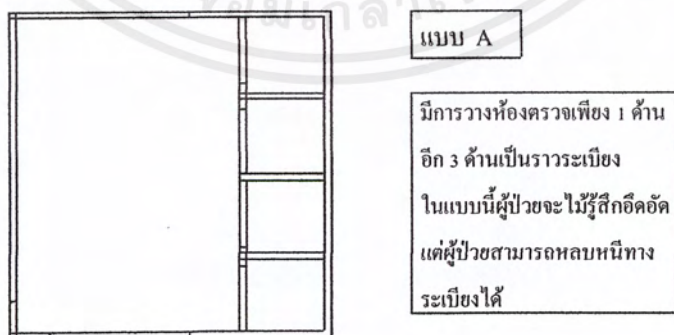 แบบ A
มีการวางห้องตรวจเพียง 1 ด้าน
อีก 3 ด้านเป็นราวระเบียง
ในแบบนี้ผู้ป่วยจะไม้รู้สึกอึดอัด
แต่ผู้ป่วยสามารถหลบหนีทาง
ระเบียงได้